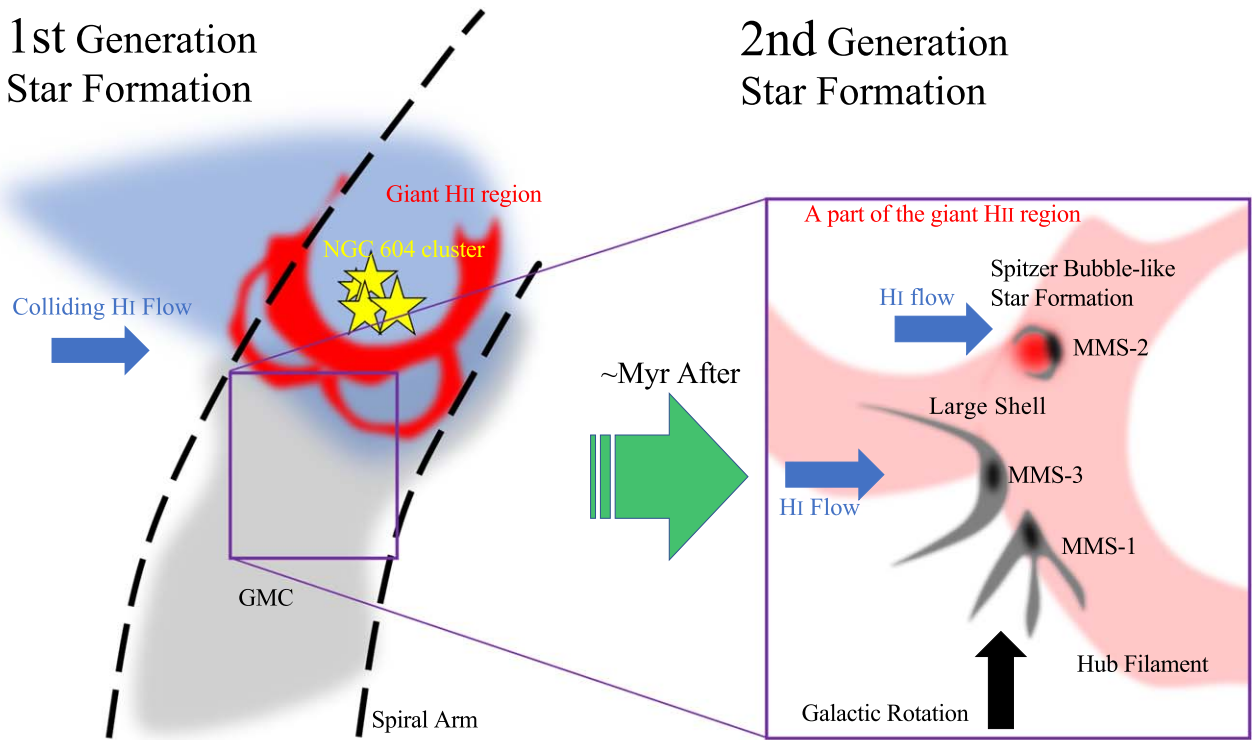 1st Generation
Star Formation
Giant HII region
NGC 604 cluster
Colliding HI Flow
GMC
Spiral Arm
~Myr After
2nd Generation
Star Formation
A part of the giant HII region
Spitzer Bubble-like
Star Formation
HI flow
MMS-2
Large Shell
MMS-3
HI Flow
MMS-1
Hub Filament
Galactic Rotation